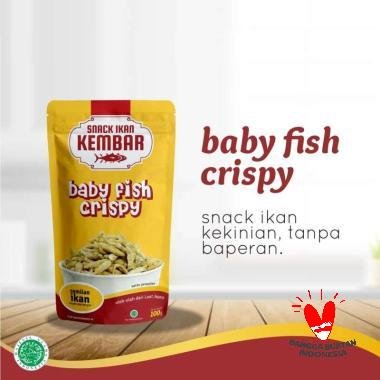 SNACK IKAN
KEMBAR
baby fish
crispy
cemilan
ikan
100g
baby fish
crispy
snack ikan
kekinian, tanpa
baperan.
BANGGA BUATAN
INDONESIA